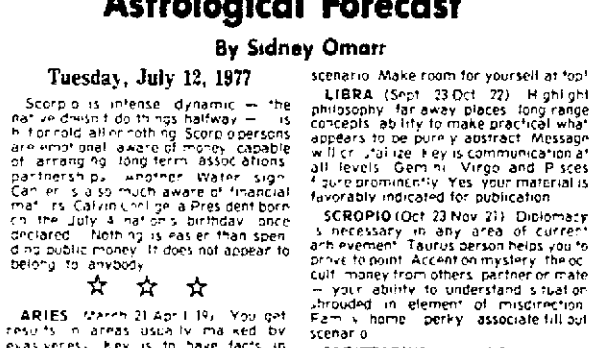 Astrological Forecast
By Sidney Omarr
Tuesday, July 12, 1977
Scorpio is intense dynamic — the
native doesn't do things halfway — is
hit or cold all or nothing Scorpio persons
are emotional aware of money capable
of arranging long term associations
partnerships Another Water sign
Cancer is also much aware of financial
matters Calvin Coolidge a President born
on the July 4 nation's birthday once
declared Nothing is easier than spen
ding public money It does not appear to
belong to anybody
☆ ☆ ☆
ARIES (March 21 April 19) You get
results in areas usually marked by
evasiveness Key is to have facts in
scenario Make room for yourself at top!
LIBRA (Sept 23 Oct 22) Highlight
philosophy far away places long range
concepts ability to make practical what
appears to be purely abstract Message
will crystalize Key is communication at
all levels Gemini Virgo and Pisces
figure prominently Yes your material is
favorably indicated for publication
SCROPIO (Oct 23 Nov 21) Diplomacy
is necessary in any area of current
achievement Taurus person helps you to
prove to point Accent on mystery the oc
cult money from others partner or mate
— your ability to understand situation
shrouded in element of misdirection
Family home perky associate fill out
scenario